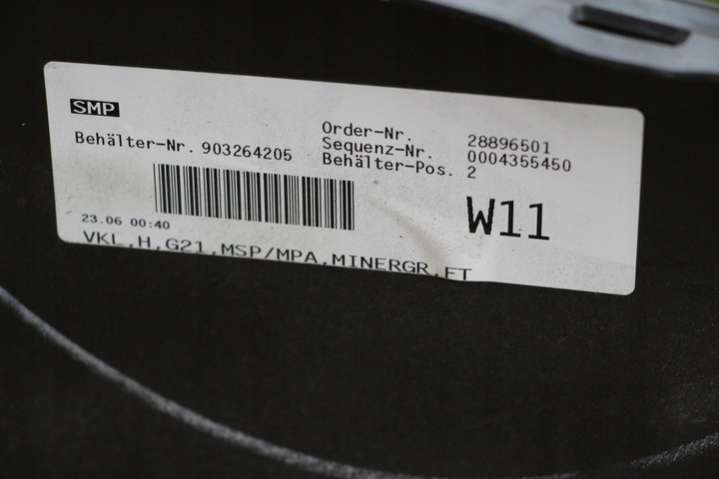 SMP
Order-Nr. 28896501
Sequenz-Nr. 0004355450
Behälter-Nr. 903264205
Behälter-Pos. 2
W11
23.06 00:40
VKL,H,G21,MSP/MPA,MINERGR,FT